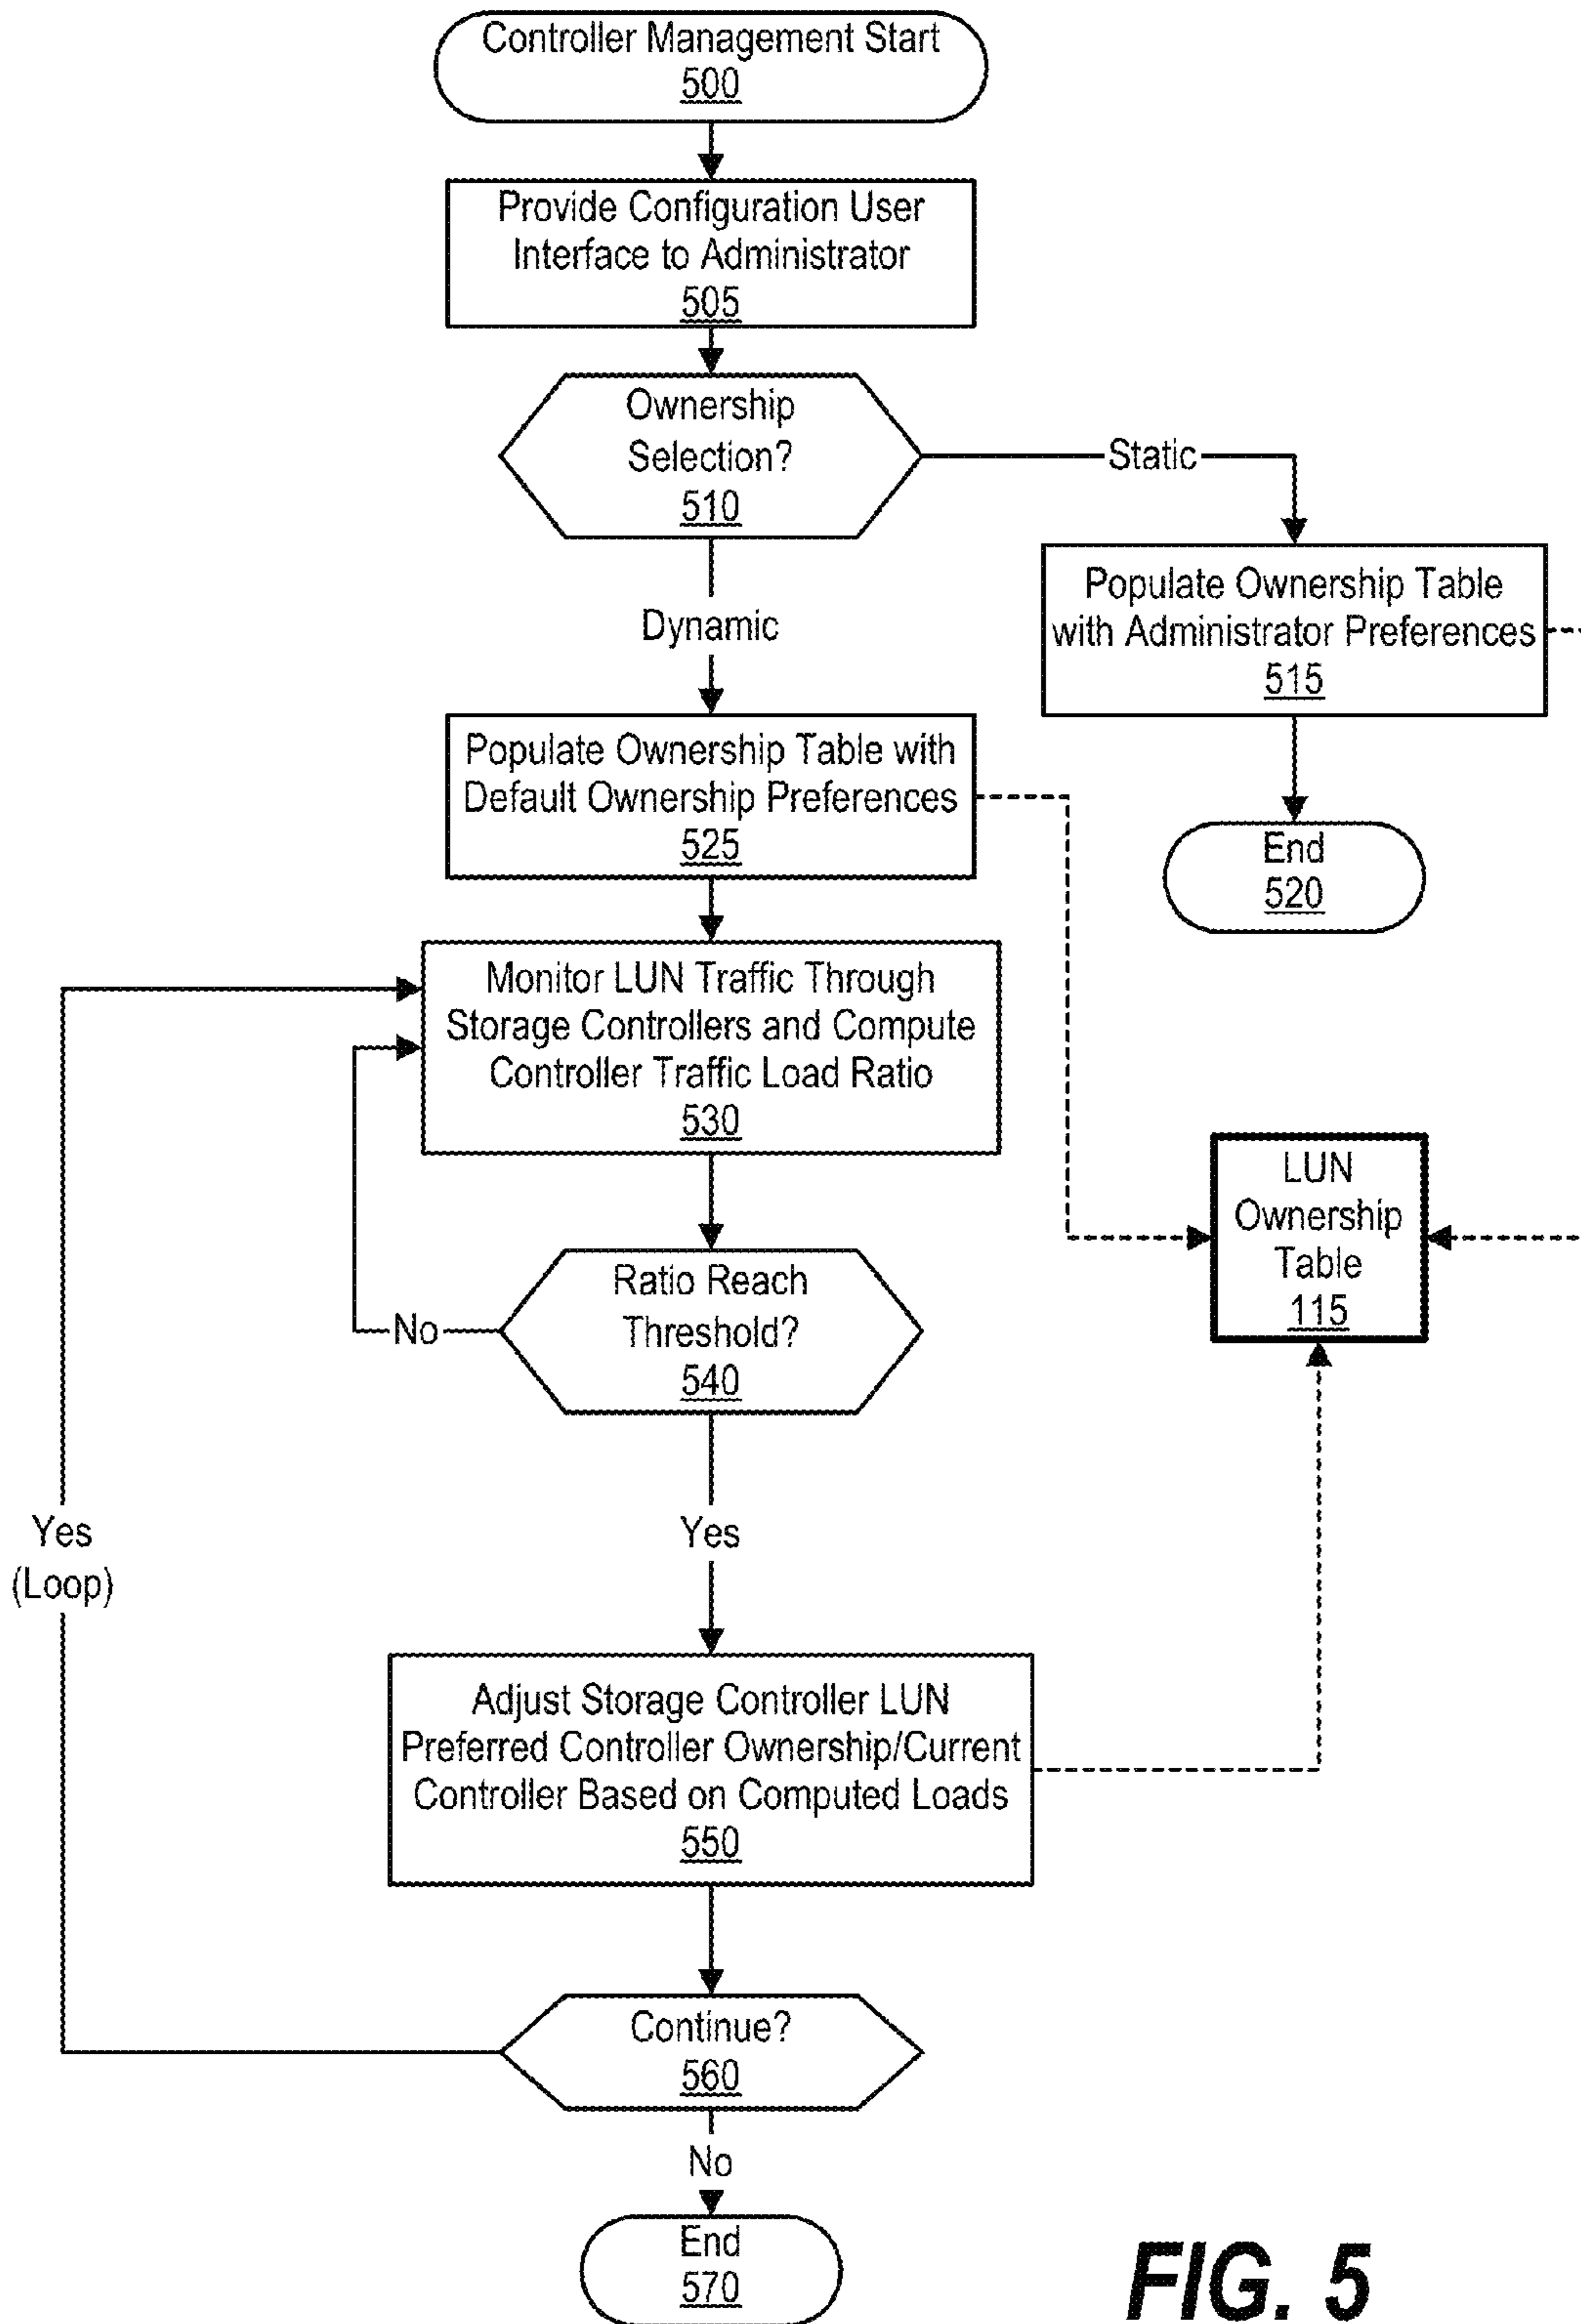 Controller Management Start
500
Provide Configuration User
Interface to Administrator
505
Ownership
Selection?
510
Static
Populate Ownership Table
with Administrator Preferences
515
Dynamic
End
520
Populate Ownership Table with
Default Ownership Preferences
525
Monitor LUN Traffic Through
Storage Controllers and Compute
Controller Traffic Load Ratio
530
LUN
Ownership
Table
115
Ratio Reach
Threshold?
540
No
Yes
Yes
(Loop)
Adjust Storage Controller LUN
Preferred Controller Ownership/Current
Controller Based on Computed Loads
550
Continue?
560
No
End
570
FIG. 5